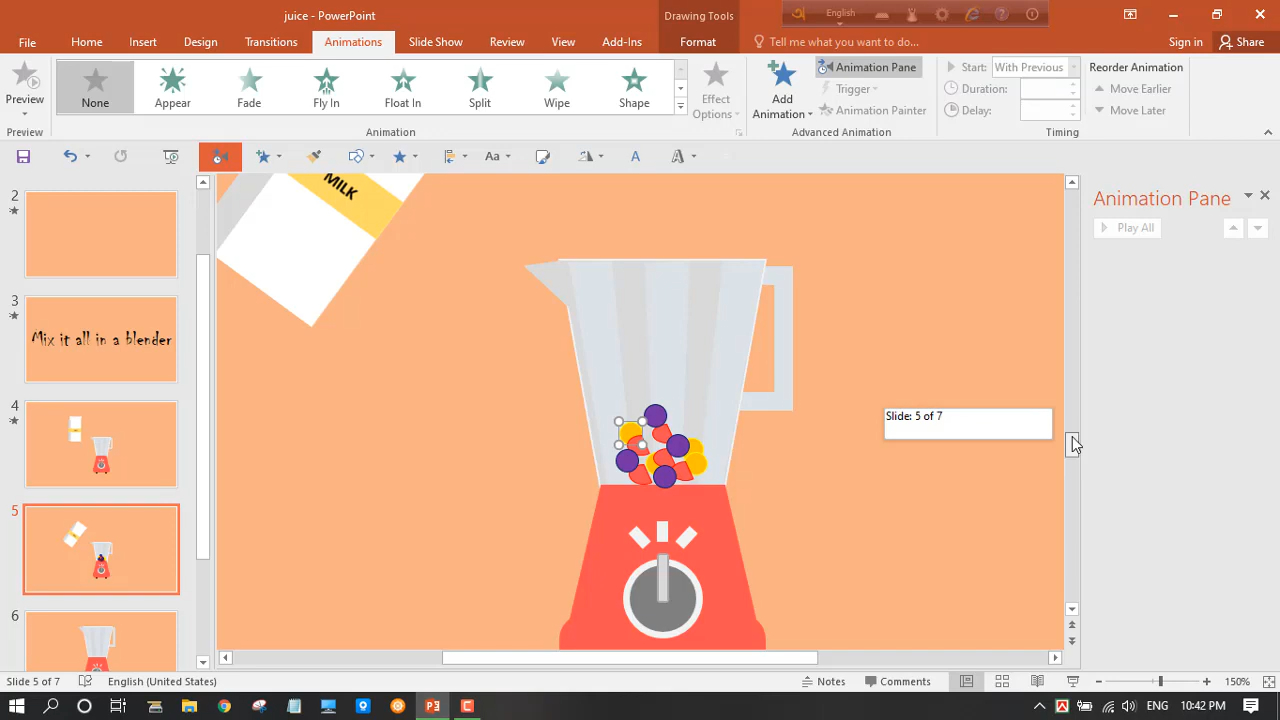 juice - PowerPoint
Drawing Tools
English
File
Home
Insert
Design
Transitions
Animations
Slide Show
Review
View
Add-Ins
Format
Tell me what you want to do...
Sign in
Share
Preview
None
Appear
Fade
Fly In
Float In
Split
Wipe
Shape
Effect
Options
Add
Animation
Animation Pane
Trigger
Animation Painter
Start:
With Previous
Duration:
Delay:
Reorder Animation
Move Earlier
Move Later
Preview
Animation
Advanced Animation
Timing
Aa
A
A
2
3
Mix it all in a blender
4
5
6
MILK
Slide: 5 of 7
Animation Pane
Play All
Slide 5 of 7
English (United States)
Notes
Comments
150%
10:42 PM